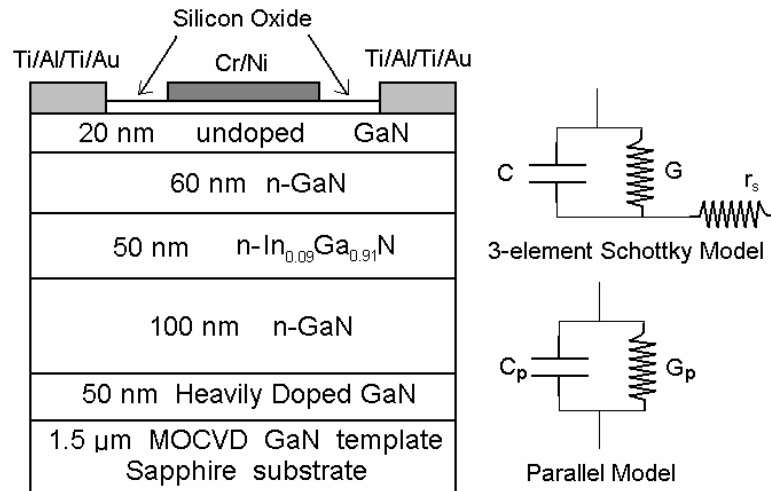 Silicon Oxide
Ti/Al/Ti/Au Cr/Ni Ti/Al/Ti/Au
20 nm undoped GaN
60 nm n-GaN
50 nm n-In0.09Ga0.91N
100 nm n-GaN
50 nm Heavily Doped GaN
1.5 µm MOCVD GaN template
Sapphire substrate
C G rs
3-element Schottky Model
Cp Gp
Parallel Model